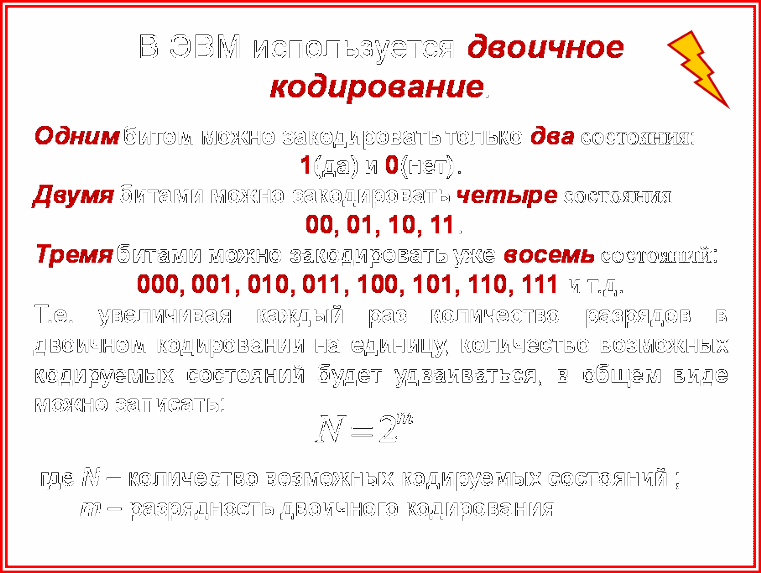 В ЭВМ используется двоичное
кодирование.
Одним битом можно закодировать только два состояния:
1(да) и 0(нет).
Двумя битами можно закодировать четыре состояния
00, 01, 10, 11.
Тремя битами можно закодировать уже восемь состояний:
000, 001, 010, 011, 100, 101, 110, 111 и т.д.
Т.е. увеличивая каждый раз количество разрядов в
двоичном кодировании на единицу, количество возможных
кодируемых состояний будет удваиваться, в общем виде
можно записать:
N = 2^m
где N – количество возможных кодируемых состояний ;
m – разрядность двоичного кодирования